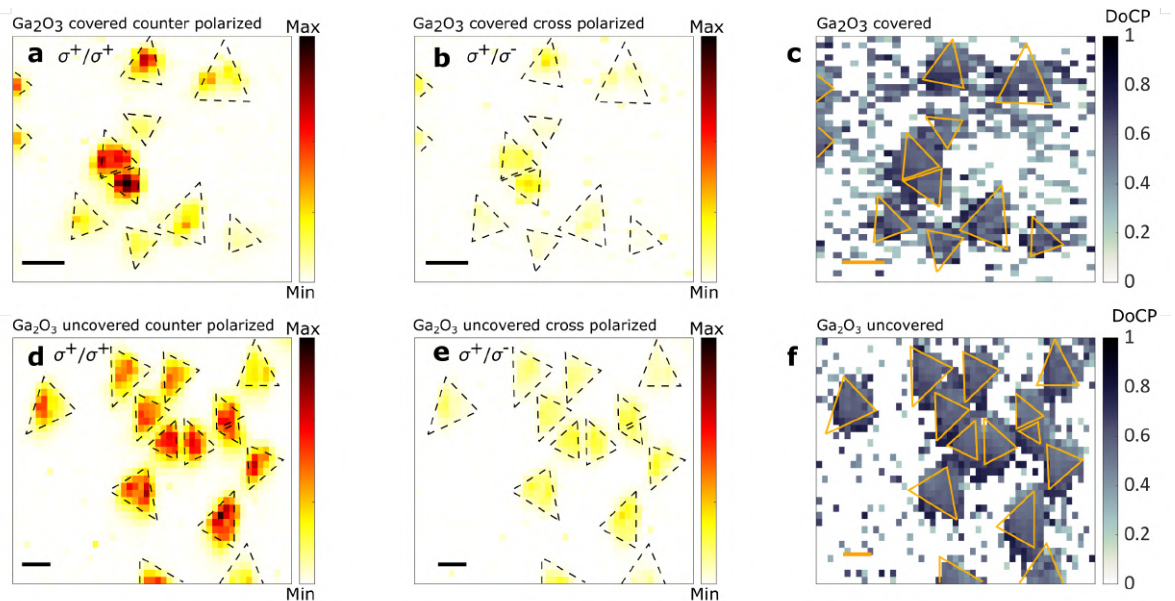 Ga₂O₃ covered counter polarized
Max
a σ⁺/σ⁺
Min
Ga₂O₃ covered cross polarized
Max
b σ⁺/σ⁻
Min
Ga₂O₃ covered
DoCP
c
1
0.8
0.6
0.4
0.2
0
Ga₂O₃ uncovered counter polarized
Max
d σ⁺/σ⁺
Min
Ga₂O₃ uncovered cross polarized
Max
e σ⁺/σ⁻
Min
Ga₂O₃ uncovered
DoCP
f
1
0.8
0.6
0.4
0.2
0